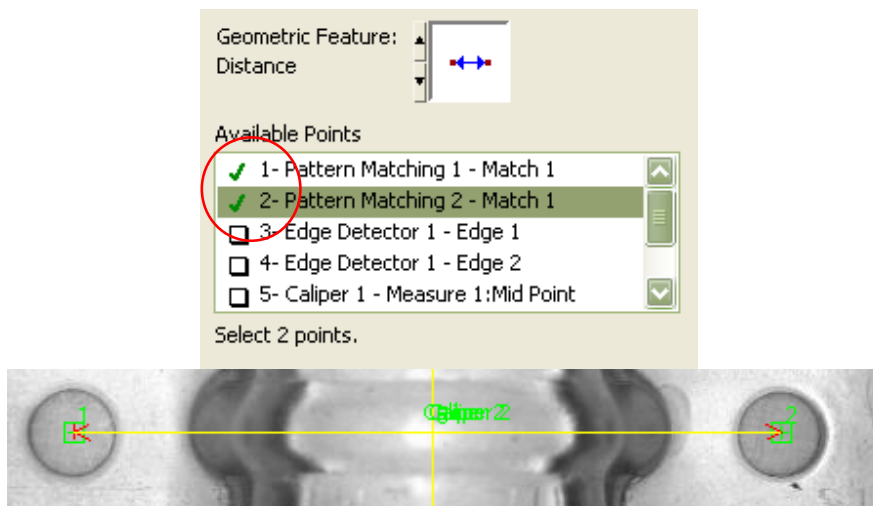 Geometric Feature:
Distance
Available Points
1- Pattern Matching 1 - Match 1
2- Pattern Matching 2 - Match 1
3- Edge Detector 1 - Edge 1
4- Edge Detector 1 - Edge 2
5- Caliper 1 - Measure 1:Mid Point
Select 2 points.
1
2